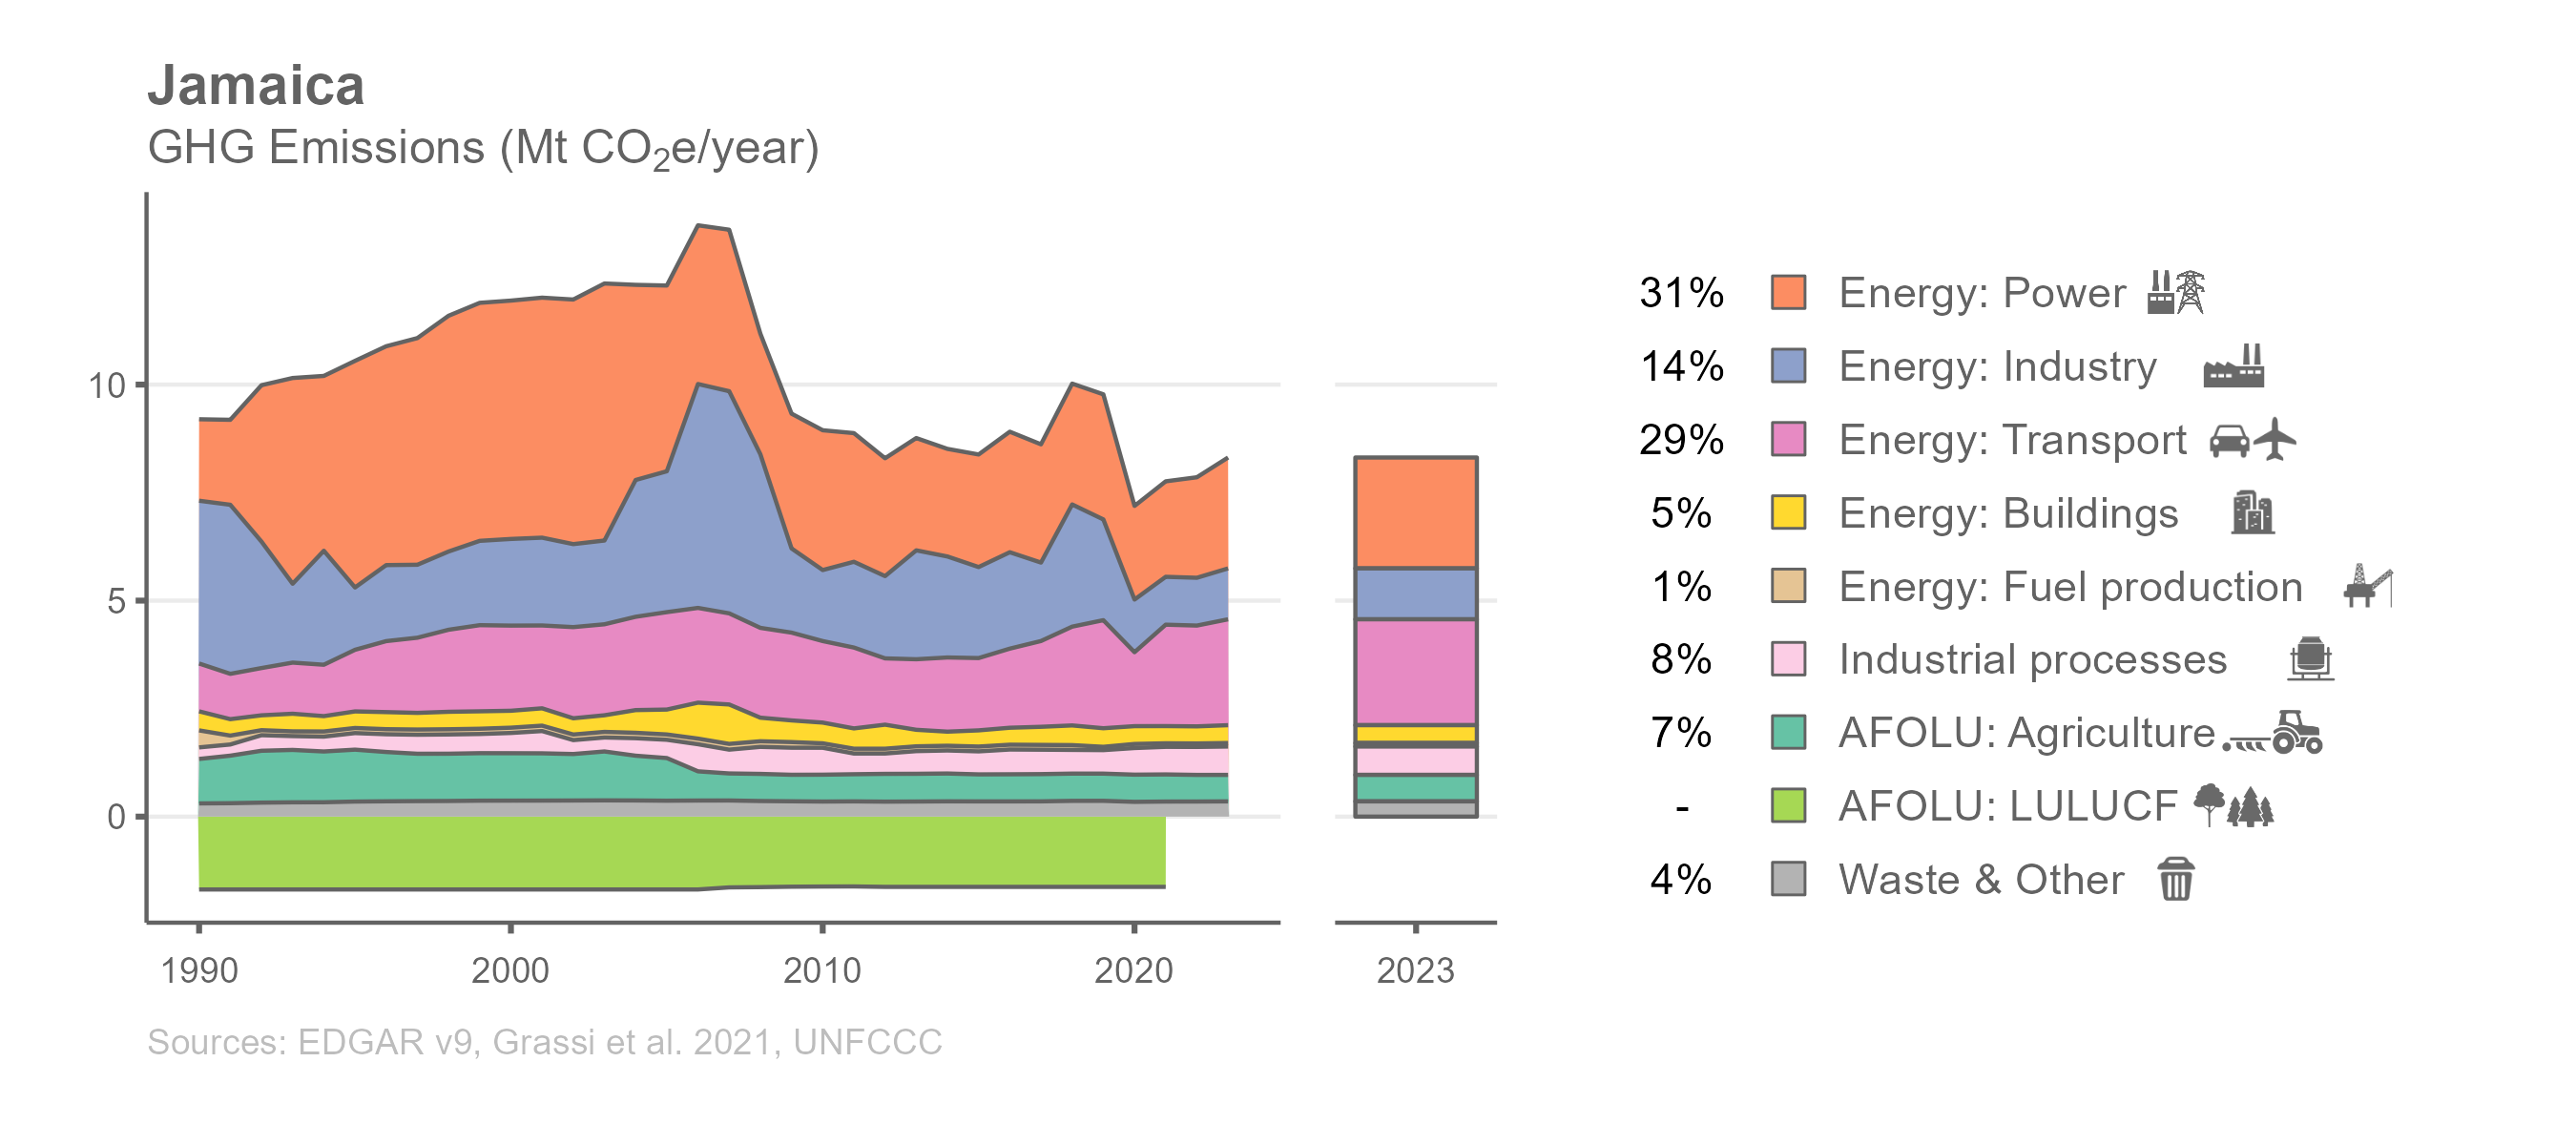 Jamaica
GHG Emissions (Mt CO₂e/year)
10
5
0
1990
2000
2010
2020
2023
31% Energy: Power
14% Energy: Industry
29% Energy: Transport
5% Energy: Buildings
1% Energy: Fuel production
8% Industrial processes
7% AFOLU: Agriculture
- AFOLU: LULUCF
4% Waste & Other
Sources: EDGAR v9, Grassi et al. 2021, UNFCCC